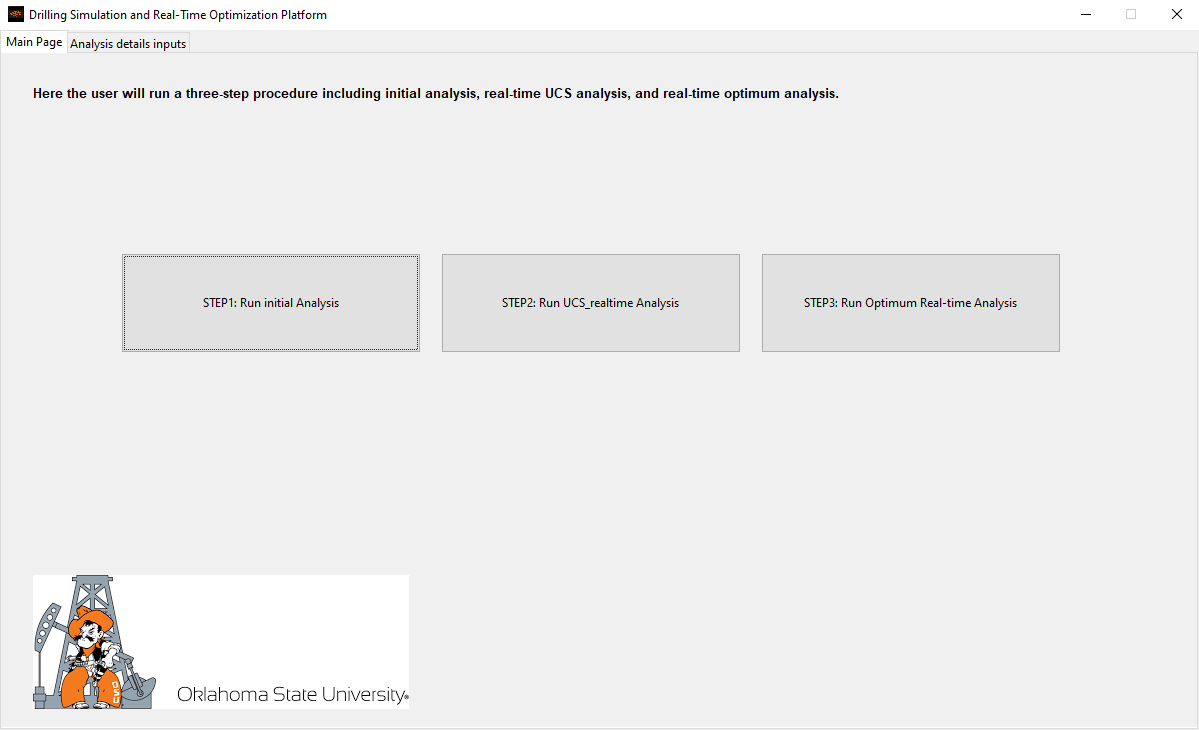 Drilling Simulation and Real-Time Optimization Platform
Main Page
Analysis details inputs
Here the user will run a three-step procedure including initial analysis, real-time UCS analysis, and real-time optimum analysis.
STEP1: Run initial Analysis
STEP2: Run UCS_realtime Analysis
STEP3: Run Optimum Real-time Analysis
OSU
Oklahoma State University®